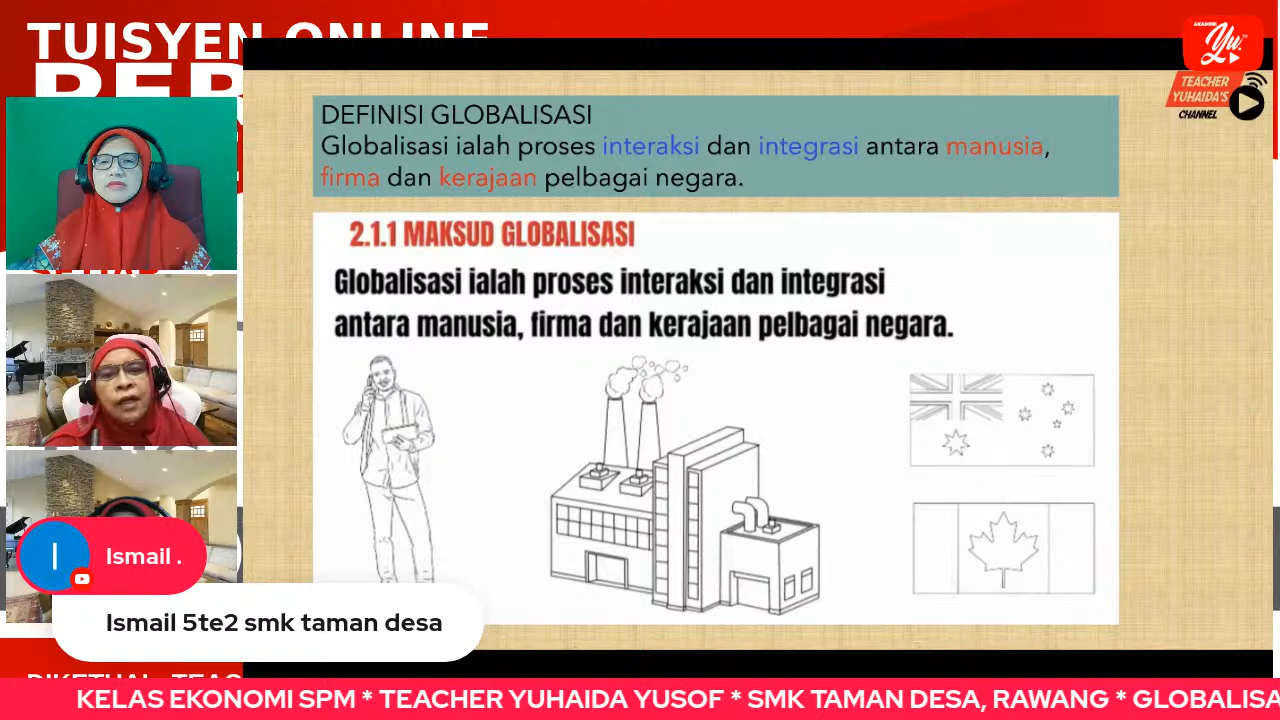 TUISYEN ONLINE
AKADEMI
Yu.
TEACHER
YUHAIDA'S
CHANNEL
DEFINISI GLOBALISASI
Globalisasi ialah proses interaksi dan integrasi antara manusia,
firma dan kerajaan pelbagai negara.
2.1.1 MAKSUD GLOBALISASI
Globalisasi ialah proses interaksi dan integrasi
antara manusia, firma dan kerajaan pelbagai negara.
I
Ismail .
Ismail 5te2 smk taman desa
KELAS EKONOMI SPM * TEACHER YUHAIDA YUSOF * SMK TAMAN DESA, RAWANG * GLOBALISA